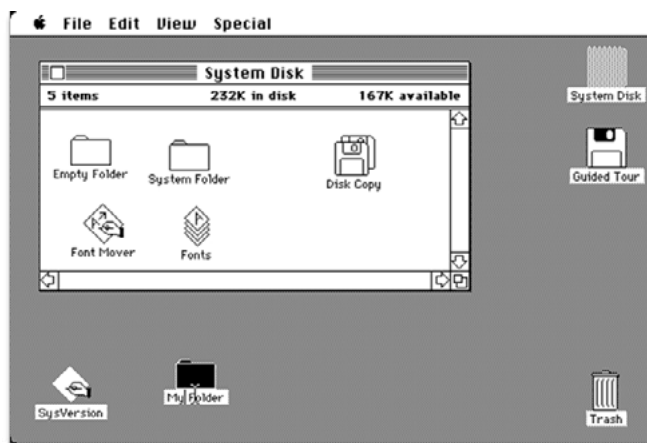 File Edit View Special
System Disk
5 items 232K in disk 167K available
Empty Folder System Folder Disk Copy
Font Mover Fonts
System Disk
Guided Tour
SysVersion My Folder Trash